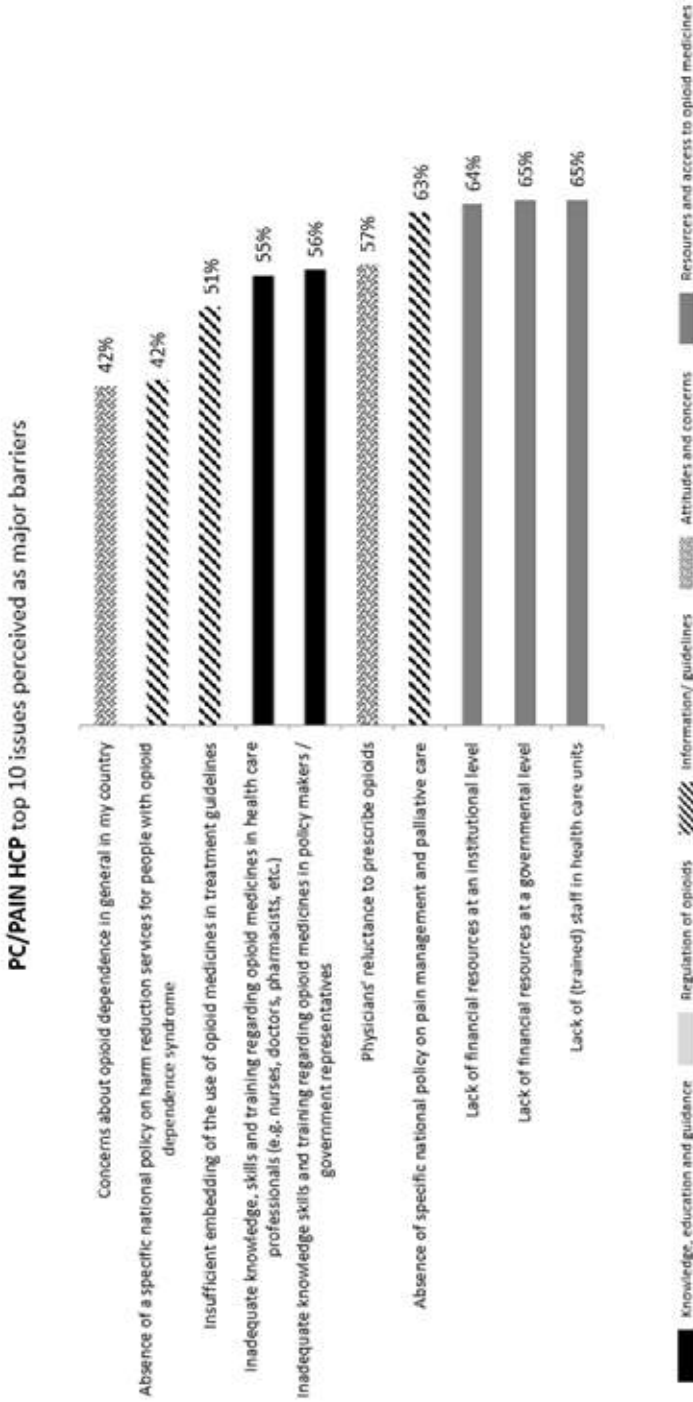 PC/PAIN HCP top 10 issues perceived as major barriers
Concerns about opioid dependence in general in my country
42%
Absence of a specific national policy on harm reduction services for people with opioid
dependence syndrome
42%
Insufficient embedding of the use of opioid medicines in treatment guidelines
51%
Inadequate knowledge, skills and training regarding opioid medicines in health care
professionals (e.g. nurses, doctors, pharmacists, etc.)
55%
Inadequate knowledge skills and training regarding opioid medicines in policy makers /
government representatives
56%
Physicians' reluctance to prescribe opioids
57%
Absence of specific national policy on pain management and palliative care
63%
Lack of financial resources at an institutional level
64%
Lack of financial resources at a governmental level
65%
Lack of (trained) staff in health care units
65%
Knowledge, education and guidance
Regulation of opioids
Information/ guidelines
Attitudes and concerns
Resources and access to opioid medicines